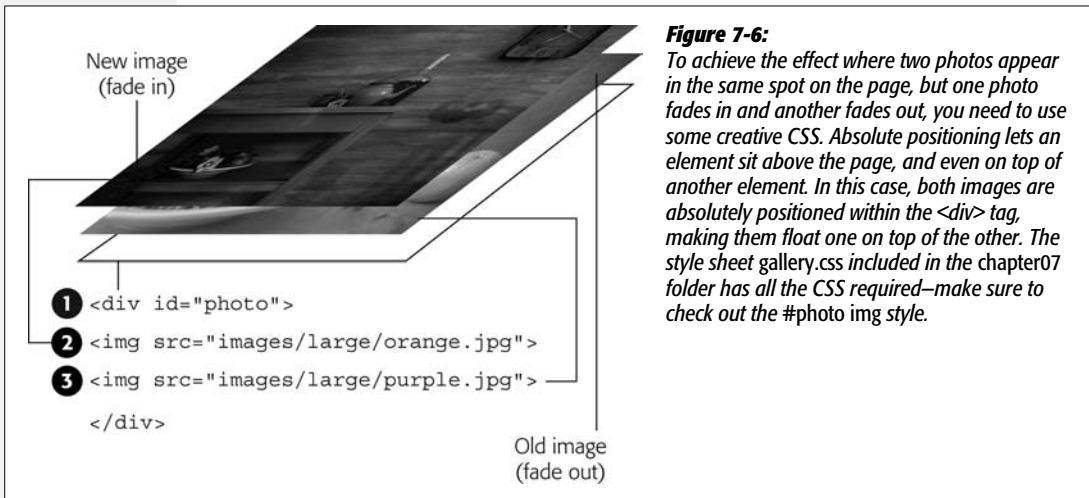 New image
(fade in)
1 <div id="photo">
2 <img src="images/large/orange.jpg">
3 <img src="images/large/purple.jpg">
</div>
Old image
(fade out)
Figure 7-6:
To achieve the effect where two photos appear
in the same spot on the page, but one photo
fades in and another fades out, you need to use
some creative CSS. Absolute positioning lets an
element sit above the page, and even on top of
another element. In this case, both images are
absolutely positioned within the <div> tag,
making them float one on top of the other. The
style sheet gallery.css included in the chapter07
folder has all the CSS required—make sure to
check out the #photo img style.